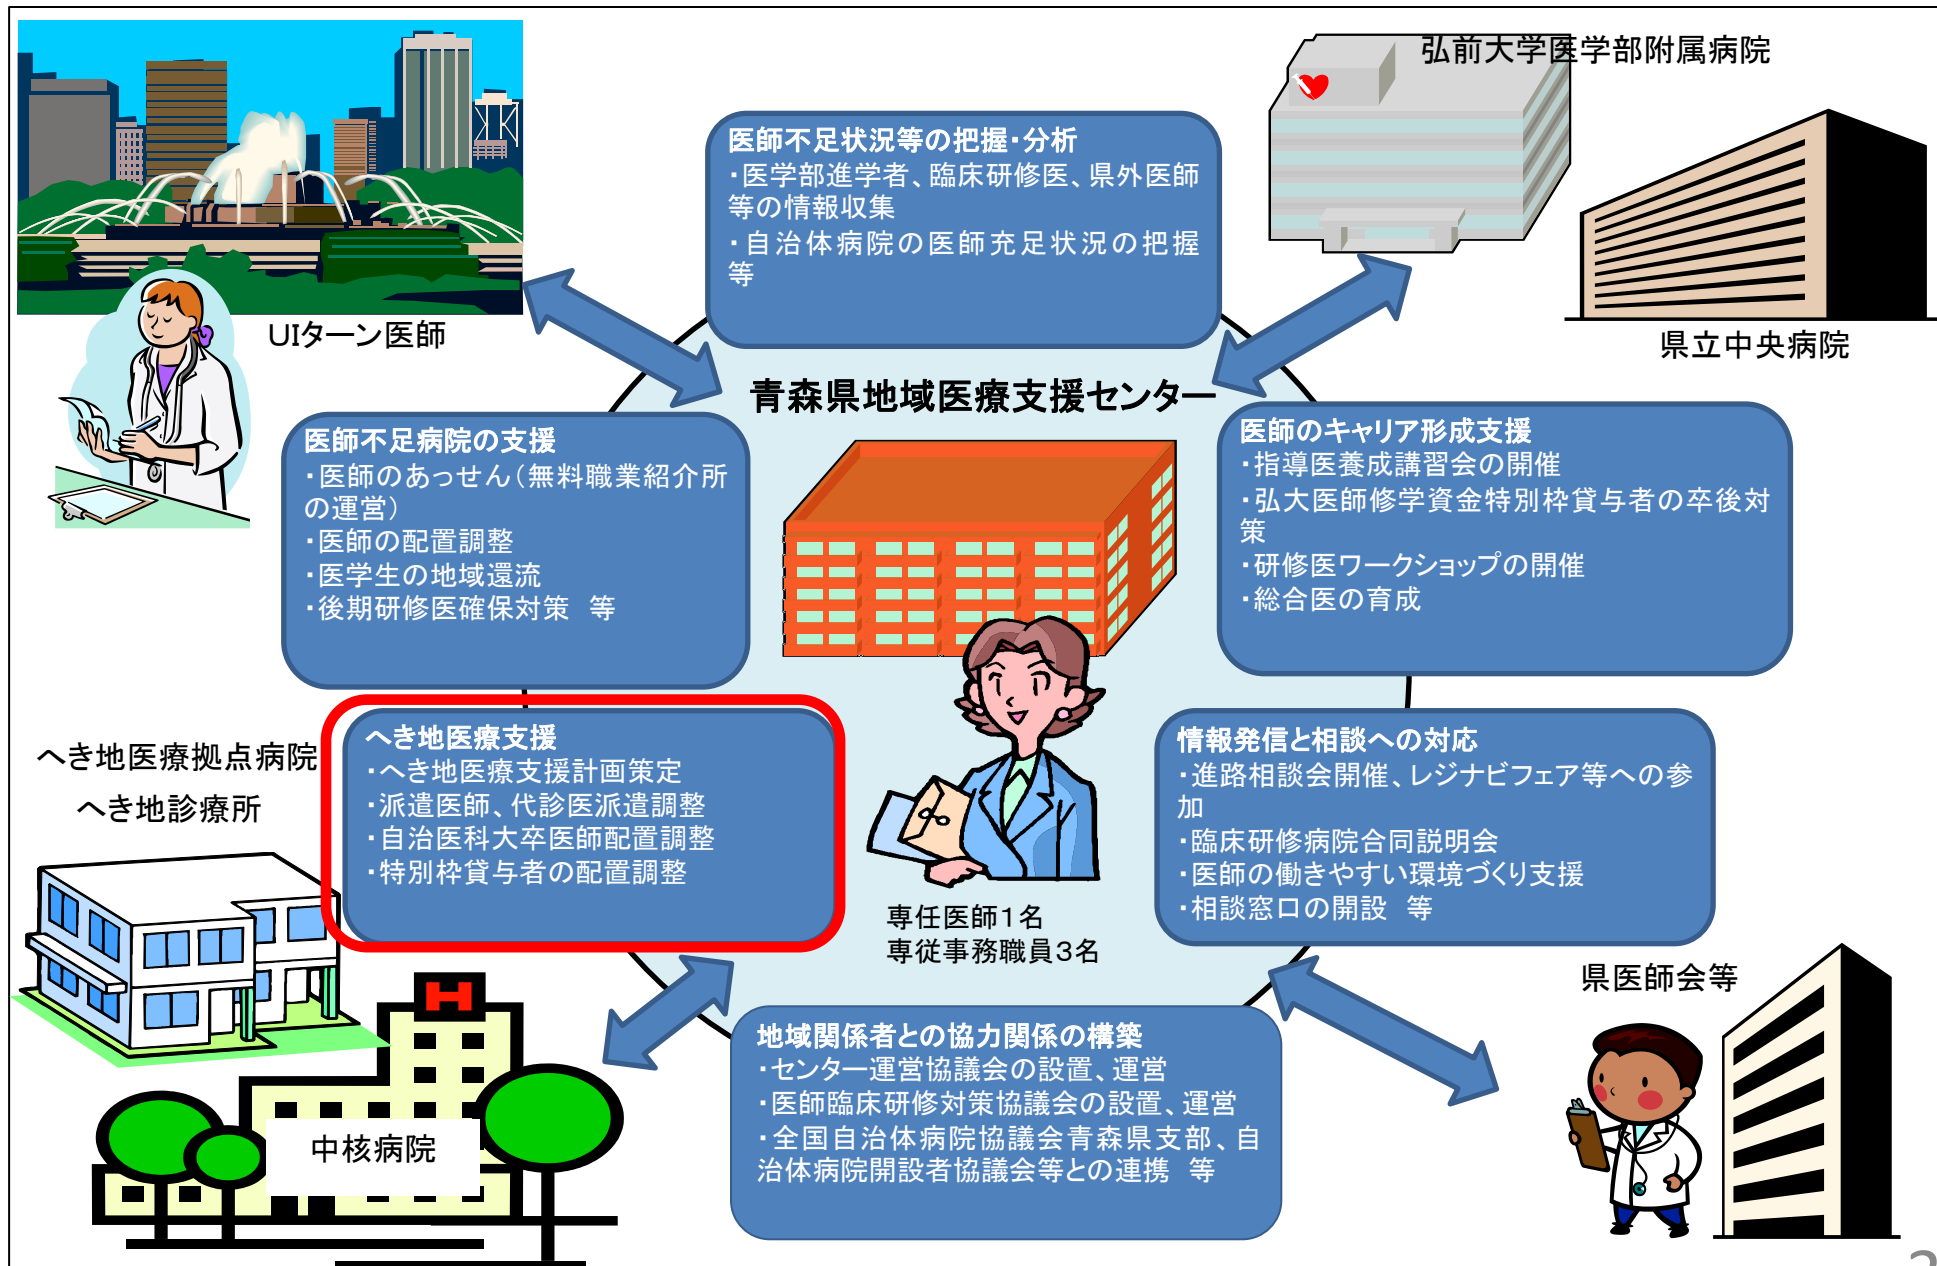 弘前大学医学部附属病院
医師不足状況等の把握・分析
・医学部進学者、臨床研修医、県外医師
等の情報収集
・自治体病院の医師充足状況の把握
等
UIターン医師
県立中央病院
青森県地域医療支援センター
医師不足病院の支援
・医師のあっせん（無料職業紹介所
の運営）
・医師の配置調整
・医学生の地域還流
・後期研修医確保対策　等
医師のキャリア形成支援
・指導医養成講習会の開催
・弘大医師修学資金特別枠貸与者の卒後対
策
・研修医ワークショップの開催
・総合医の育成
へき地医療拠点病院
へき地診療所
へき地医療支援
・へき地医療支援計画策定
・派遣医師、代診医派遣調整
・自治医科大卒医師配置調整
・特別枠貸与者の配置調整
情報発信と相談への対応
・進路相談会開催、レジナビフェア等への参
加
・臨床研修病院合同説明会
・医師の働きやすい環境づくり支援
・相談窓口の開設　等
専任医師１名
専従事務職員３名
県医師会等
H
地域関係者との協力関係の構築
・センター運営協議会の設置、運営
・医師臨床研修対策協議会の設置、運営
・全国自治体病院協議会青森県支部、自
治体病院開設者協議会等との連携　等
中核病院